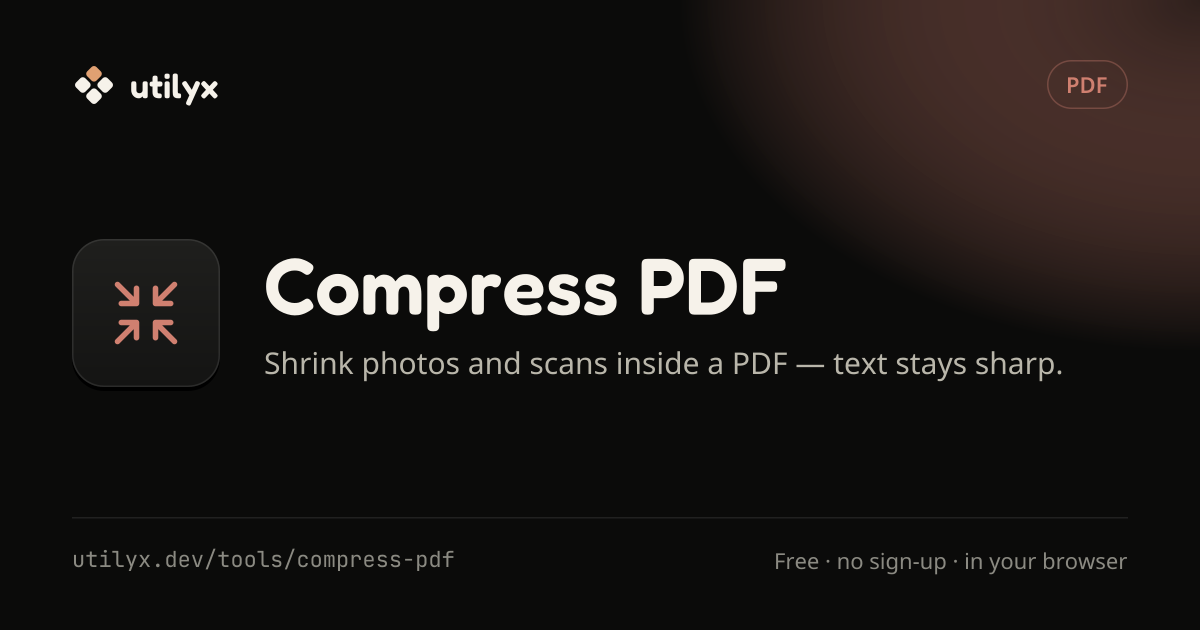 utilyx
PDF
Compress PDF
Shrink photos and scans inside a PDF — text stays sharp.
utilyx.dev/tools/compress-pdf
Free · no sign-up · in your browser